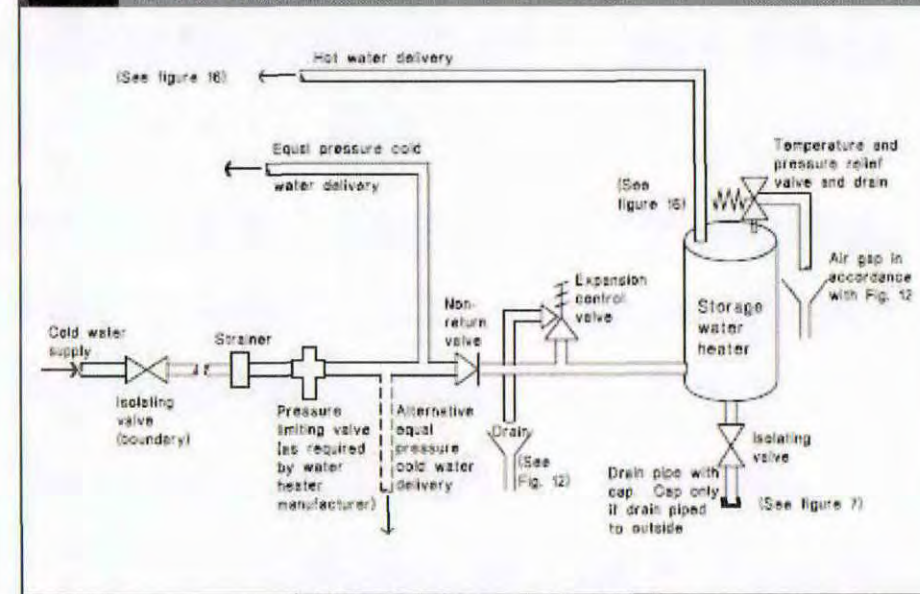 Hot water delivery
(See figure 16)
Equal pressure cold
water delivery
Temperature and
pressure relief
valve and drain
(See
figure 16)
Air gap in
accordance
with Fig. 12
Expansion
control
valve
Non-
return
valve
Storage
water
heater
Cold water
supply
Strainer
Isolating
valve
(boundary)
Pressure
limiting valve
(as required
by water
heater
manufacturer)
Alternative
equal
pressure
cold water
delivery
Drain
(See
Fig. 12)
Isolating
valve
Drain pipe with
cap. Cap only
if drain piped
to outside
(See figure 7)